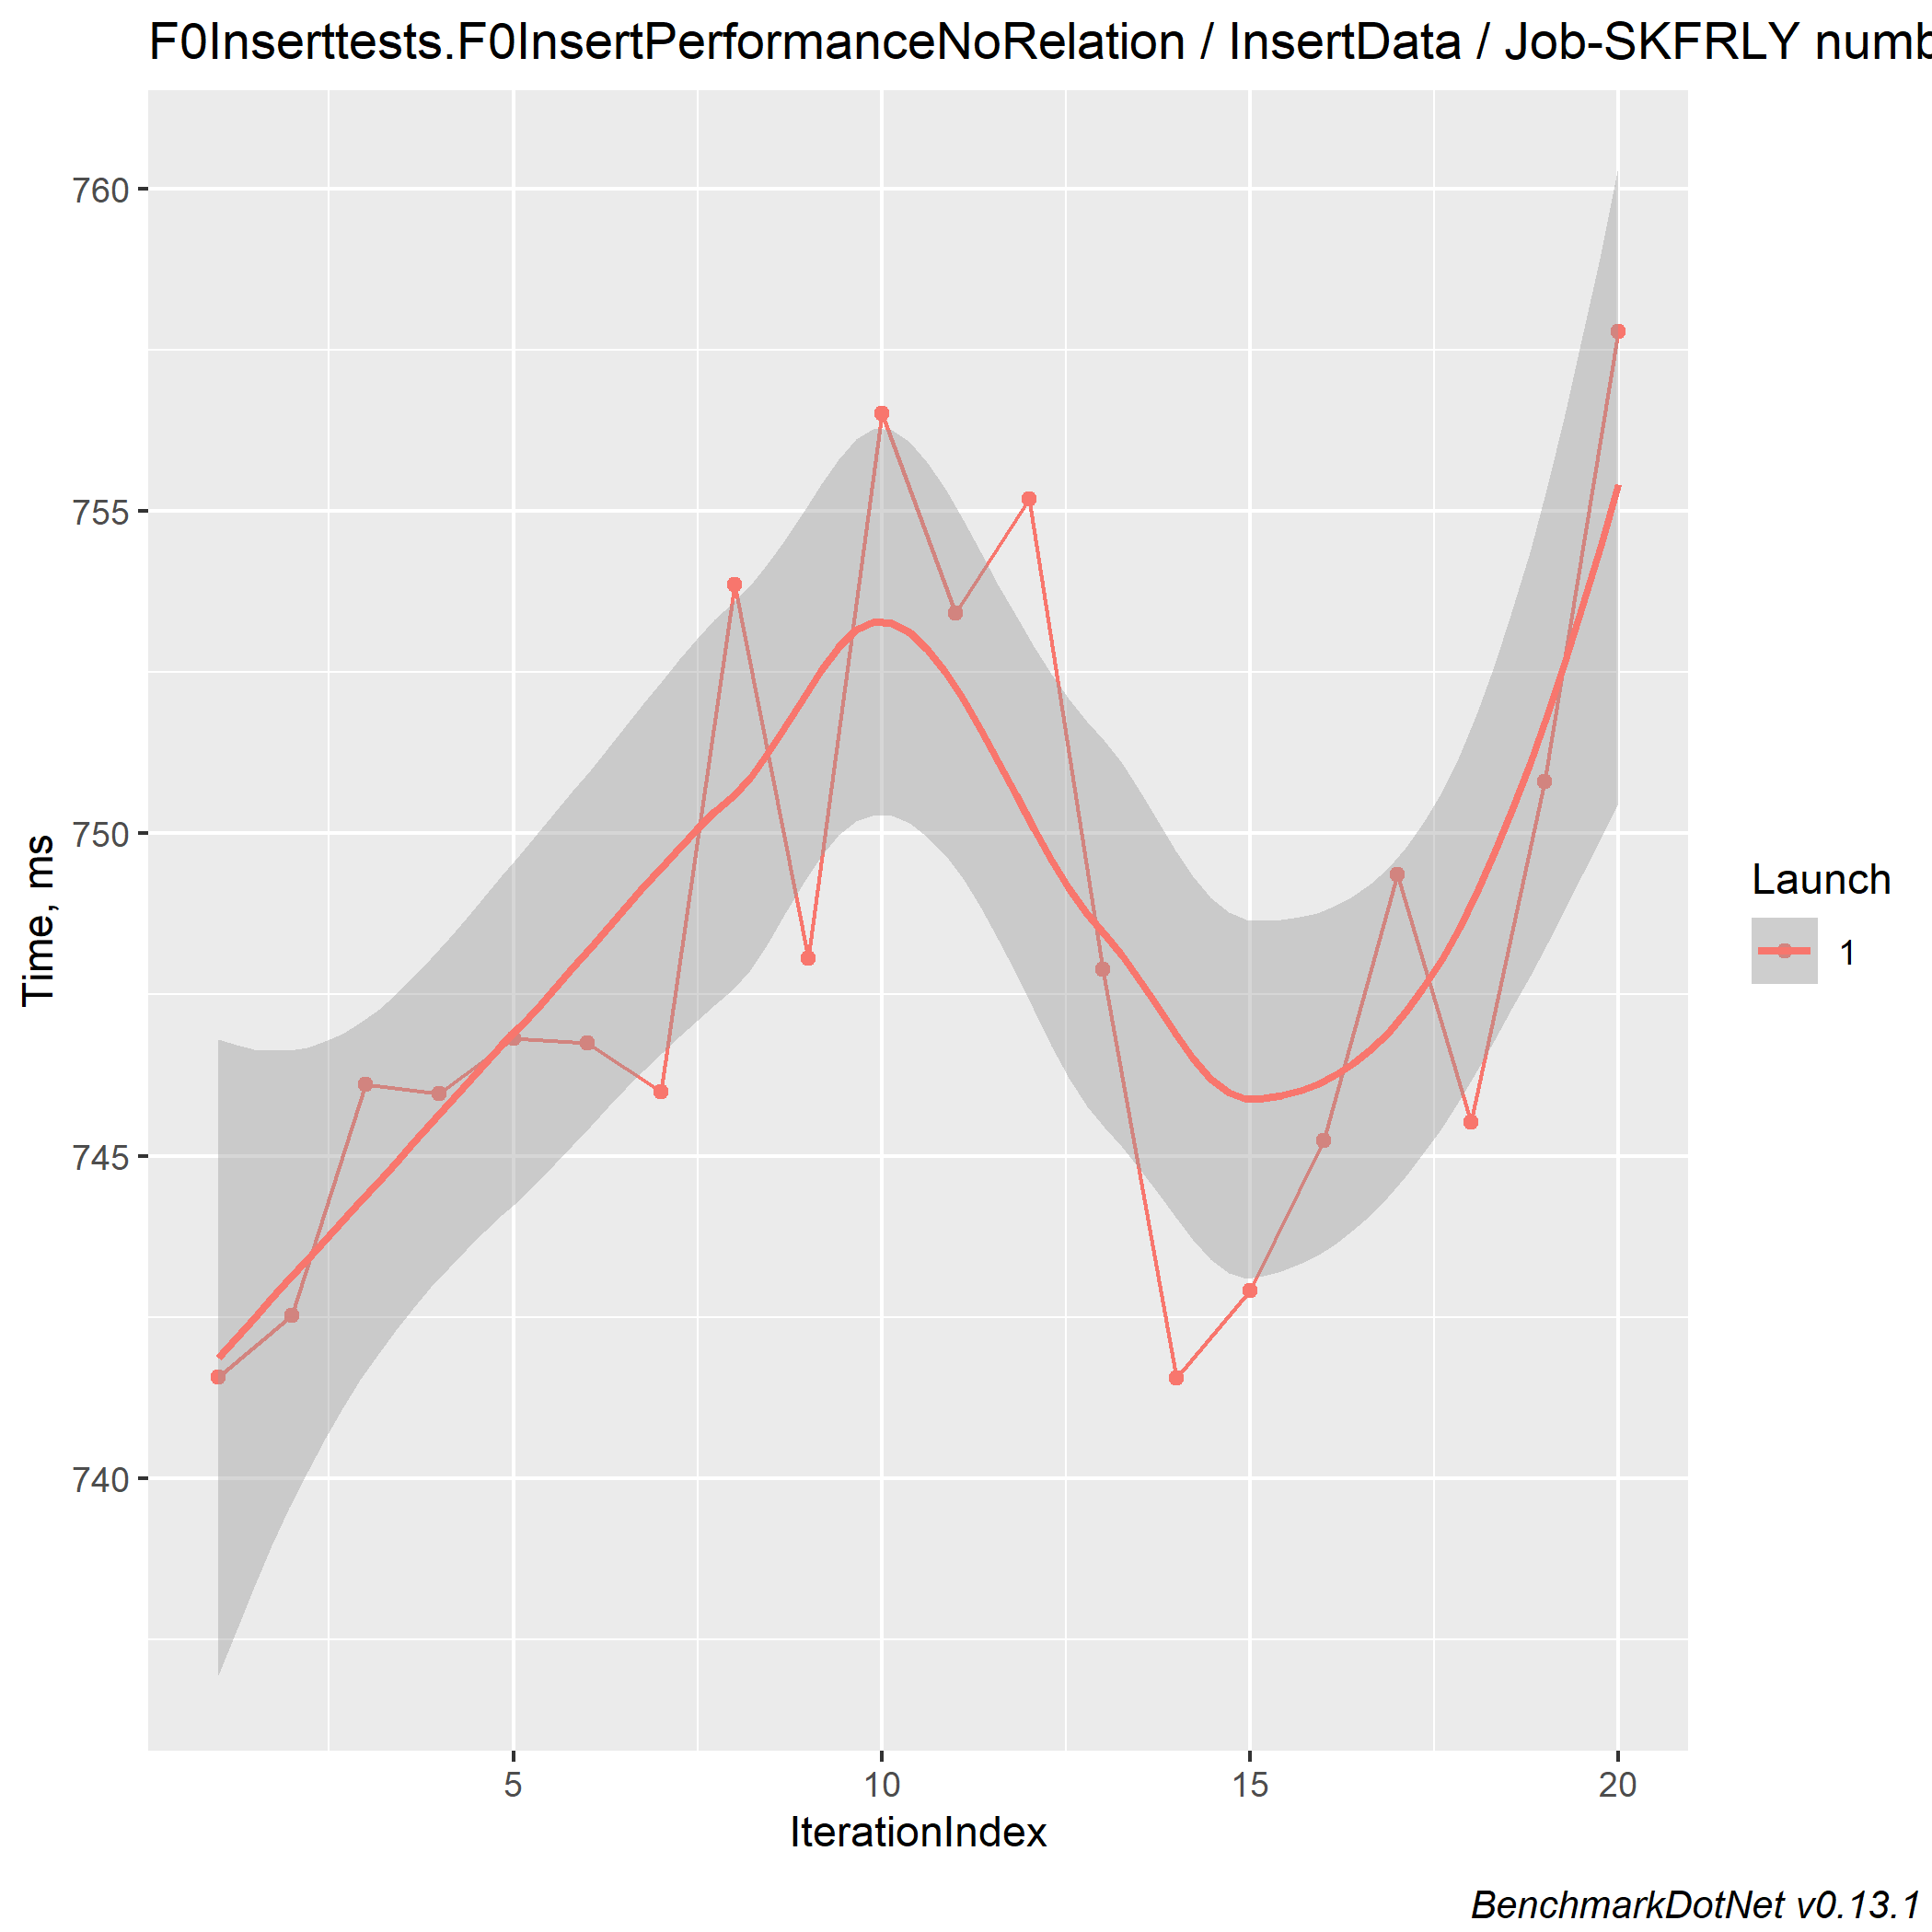 F0Inserttests.F0InsertPerformanceNoRelation / InsertData / Job-SKFRLY
760
755
750
745
740
Time, ms
5 10 15 20
IterationIndex
Launch
1
BenchmarkDotNet v0.13.1